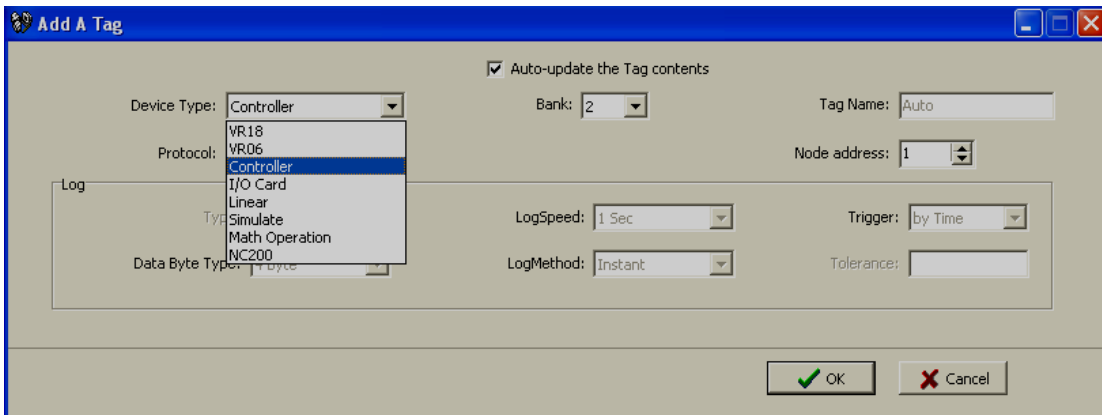 Add A Tag
Auto-update the Tag contents
Device Type: Controller
Bank: 2
Tag Name: Auto
VR18
VR06
Controller
I/O Card
Linear
Simulate
Math Operation
NC200
Protocol:
Node address: 1
Log
LogSpeed: 1 Sec
Trigger: by Time
Data Byte Type:
LogMethod: Instant
Tolerance:
OK
Cancel